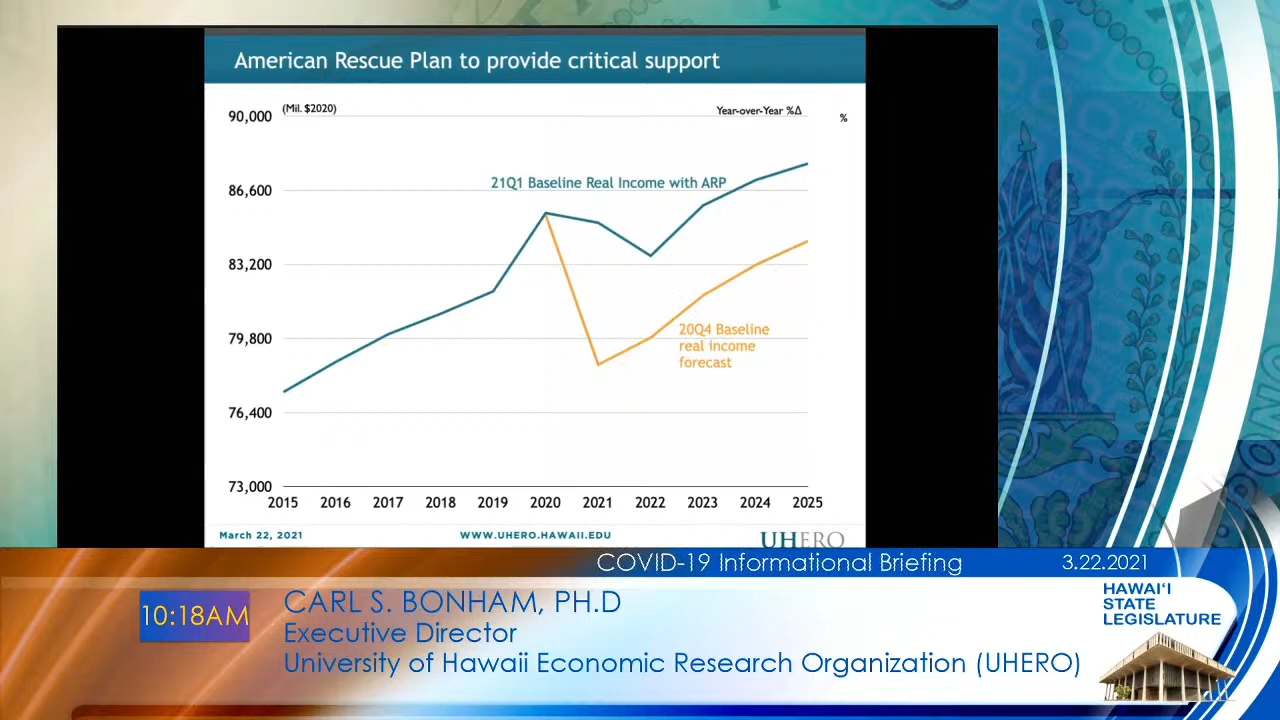 American Rescue Plan to provide critical support
(Mil. $2020)
Year-over-Year %Δ
%
90,000
86,600
83,200
79,800
76,400
73,000
21Q1 Baseline Real Income with ARP
20Q4 Baseline
real income
forecast
2015 2016 2017 2018 2019 2020 2021 2022 2023 2024 2025
March 22, 2021
WWW.UHERO.HAWAII.EDU
UHERO
COVID-19 Informational Briefing
3.22.2021
10:18AM
CARL S. BONHAM, PH.D
Executive Director
University of Hawaii Economic Research Organization (UHERO)
HAWAIʻI
STATE
LEGISLATURE